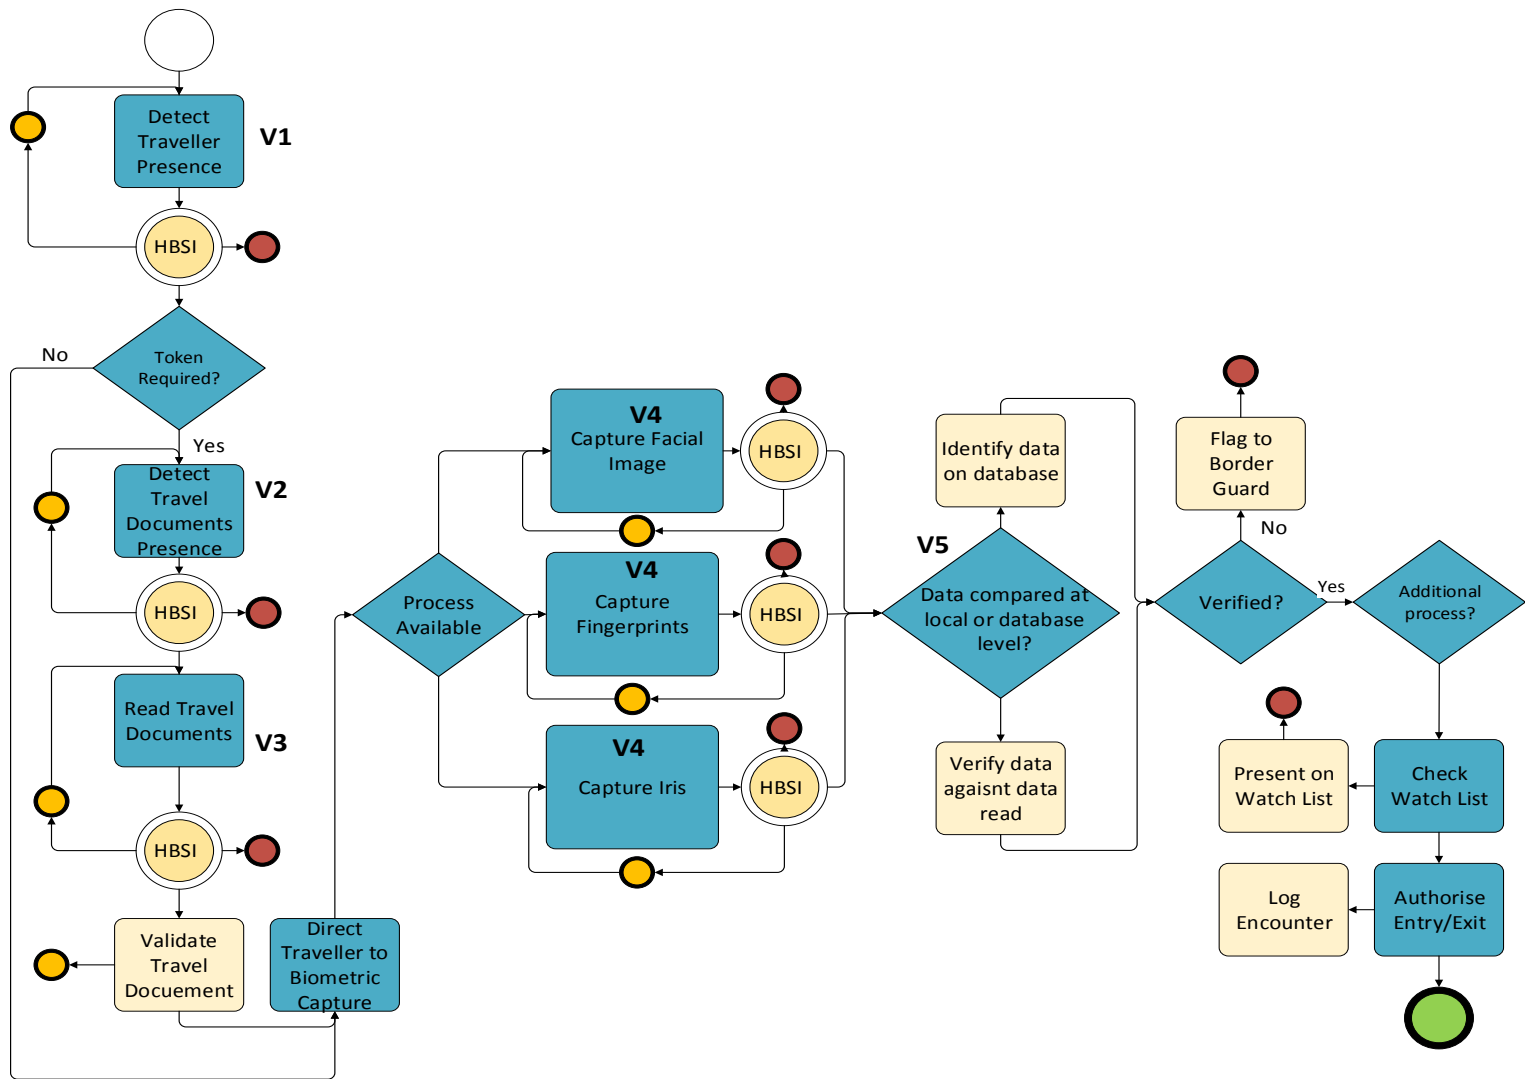 Detect
Traveller
Presence
V1
HBSI
No
Token
Required?
Yes
Detect
Travel
Documents
Presence
V2
HBSI
Read Travel
Documents
V3
HBSI
Validate
Travel
Docuement
Direct
Traveller to
Biometric
Capture
Process
Available
V4
Capture Facial
Image
HBSI
V4
Capture
Fingerprints
HBSI
V4
Capture Iris
HBSI
Identify data
on database
V5
Data compared at
local or database
level?
Verify data
agaisnt data
read
Flag to
Border
Guard
No
Verified?
Yes
Additional
process?
Present on
Watch List
Check
Watch List
Log
Encounter
Authorise
Entry/Exit